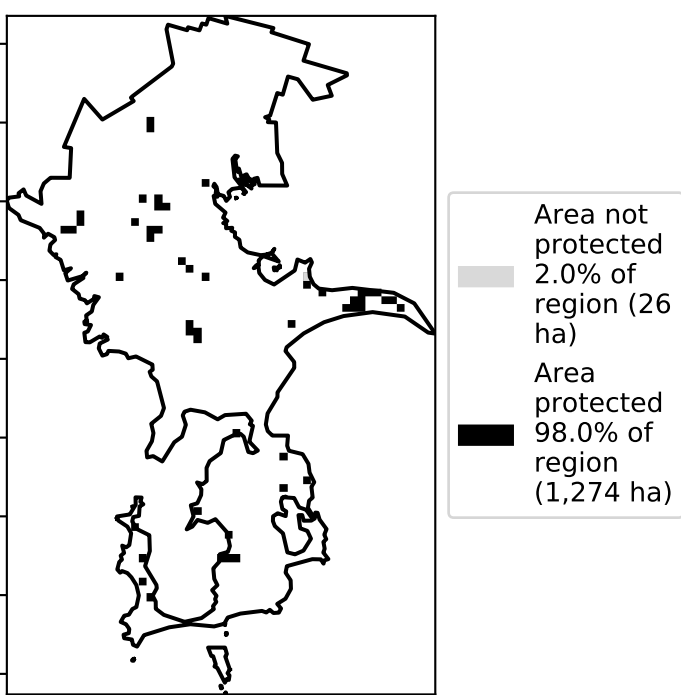 Area not
protected
2.0% of
region (26
ha)
Area
protected
98.0% of
region
(1,274 ha)